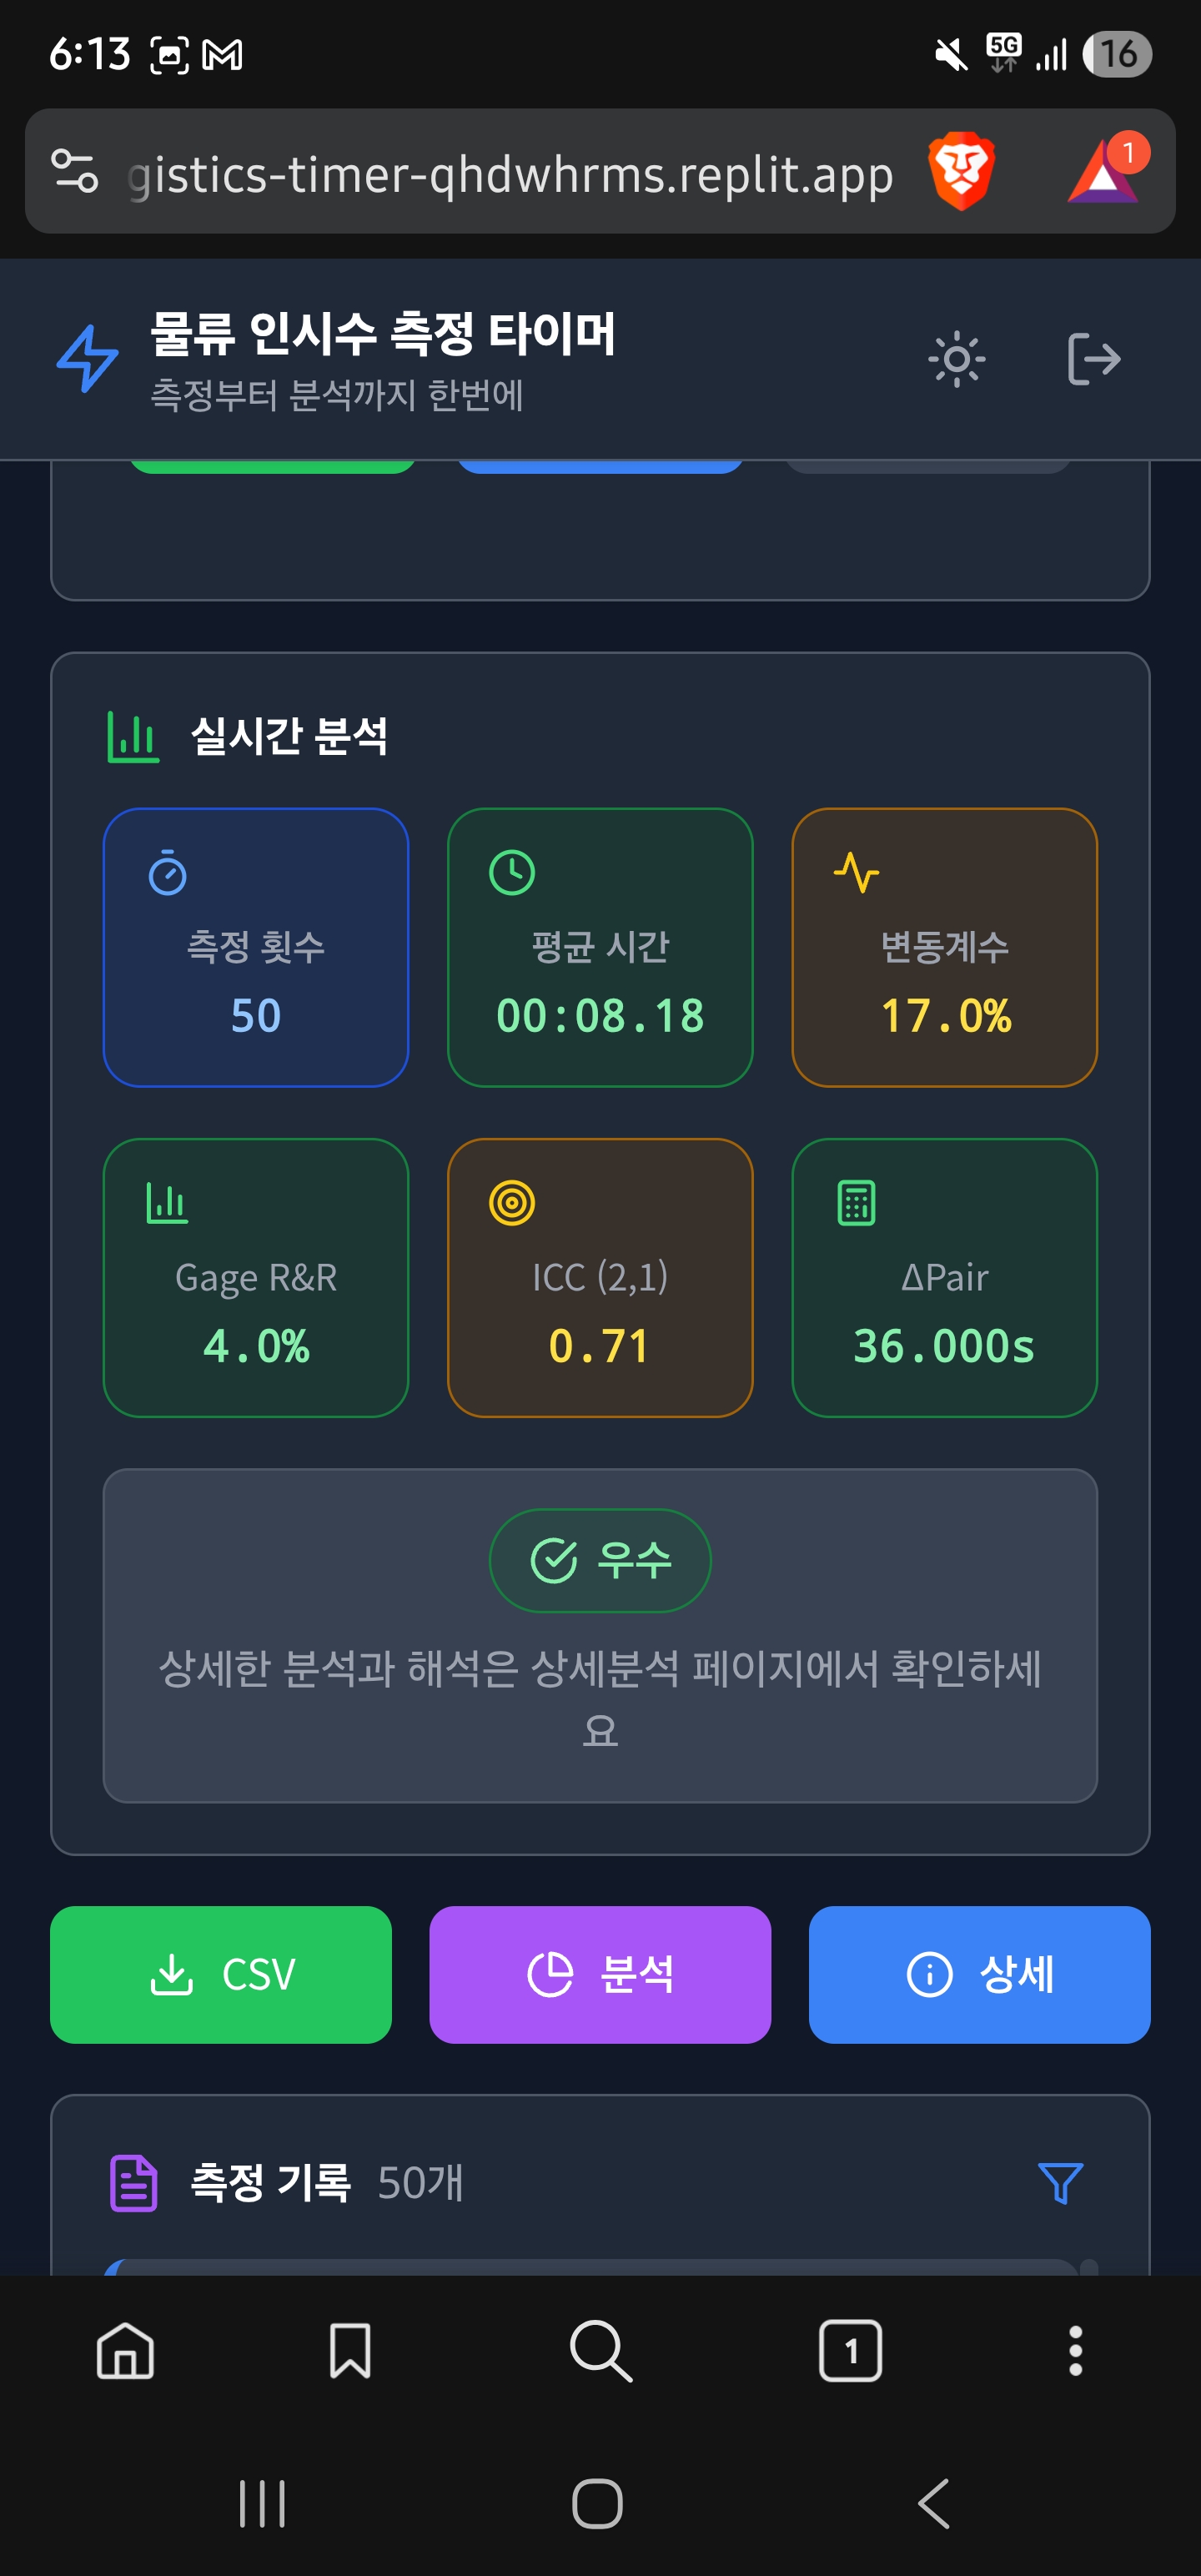 6:13
5G
16
gistics-timer-qhdwhrms.replit.app
1
물류 인시수 측정 타이머
측정부터 분석까지 한번에
실시간 분석
측정 횟수
50
평균 시간
00:08.18
변동계수
17.0%
Gage R&R
4.0%
ICC (2,1)
0.71
ΔPair
36.000s
우수
상세한 분석과 해석은 상세분석 페이지에서 확인하세
요
CSV
분석
상세
측정 기록 50개
1